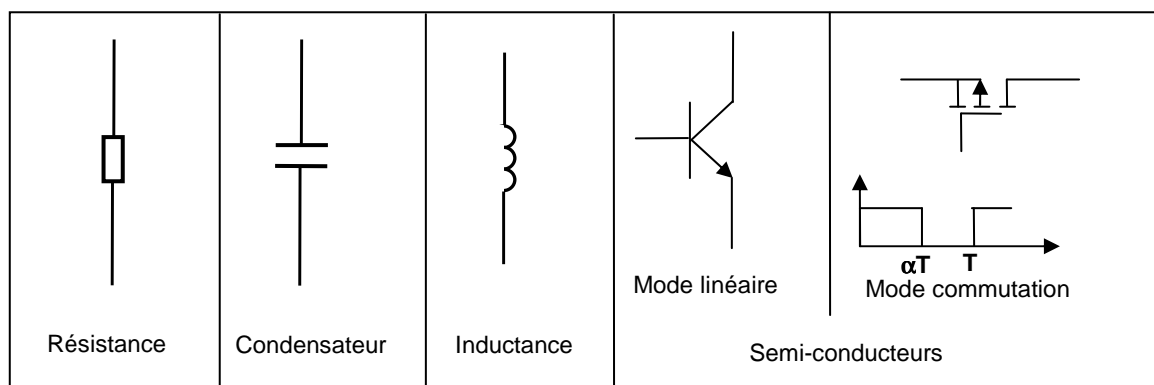 αT
T
Mode linéaire
Mode commutation
Résistance
Condensateur
Inductance
Semi-conducteurs